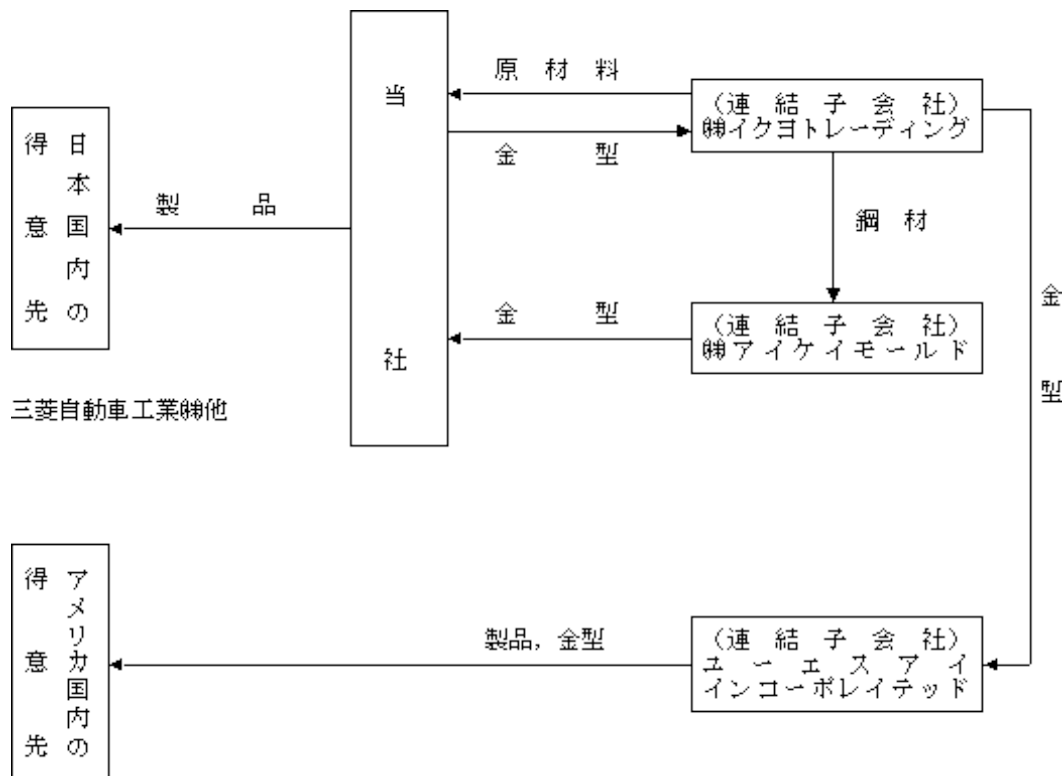 当社
原材料
(連結子会社)
㈱イクヨトレーディング
金型
日本国内の
得意先
製品
鋼材
金型
金型
(連結子会社)
㈱アイケイモールド
三菱自動車工業㈱他
アメリカ国内の
得意先
製品,金型
(連結子会社)
ユーエスアイ
インコーポレイテッド